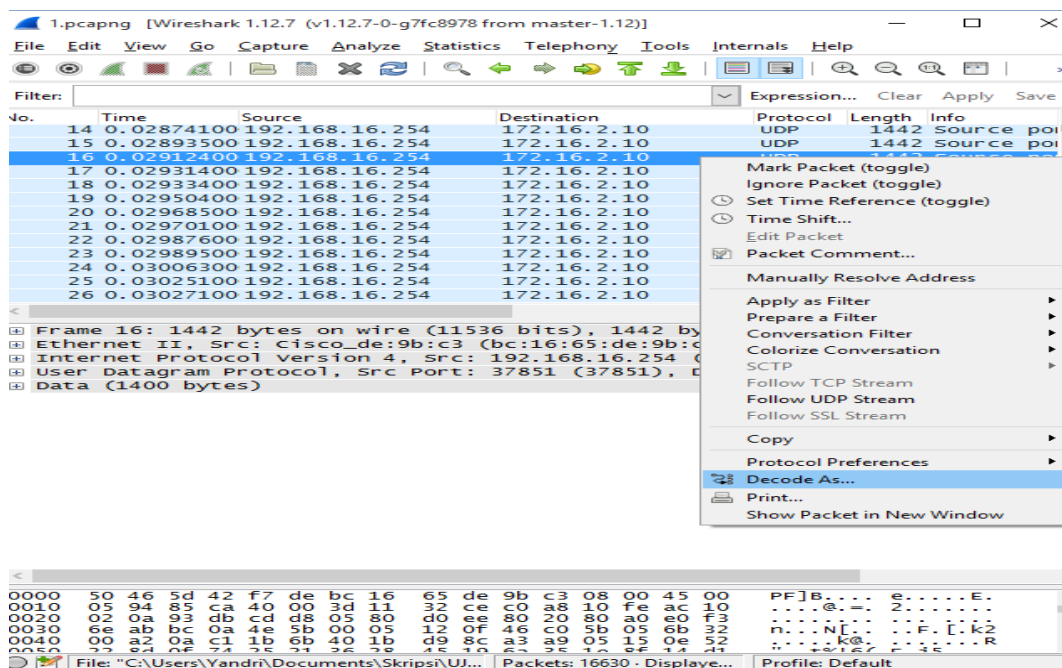 1.pcapng [Wireshark 1.12.7 (v1.12.7-0-g7fc8978 from master-1.12)]
File Edit View Go Capture Analyze Statistics Telephony Tools Internals Help
Filter: Expression... Clear Apply Save
No. Time Source Destination Protocol Length Info
14 0.02874100 192.168.16.254 172.16.2.10 UDP 1442 Source
15 0.02893500 192.168.16.254 172.16.2.10 UDP 1442 Source
16 0.02912400 192.168.16.254 172.16.2.10
17 0.02931400 192.168.16.254 172.16.2.10
18 0.02933400 192.168.16.254 172.16.2.10
19 0.02950400 192.168.16.254 172.16.2.10
20 0.02968500 192.168.16.254 172.16.2.10
21 0.02970100 192.168.16.254 172.16.2.10
22 0.02987600 192.168.16.254 172.16.2.10
23 0.02989500 192.168.16.254 172.16.2.10
24 0.03006300 192.168.16.254 172.16.2.10
25 0.03025100 192.168.16.254 172.16.2.10
26 0.03027100 192.168.16.254 172.16.2.10
Mark Packet (toggle)
Ignore Packet (toggle)
Set Time Reference (toggle)
Time Shift...
Edit Packet
Packet Comment...
Manually Resolve Address
Apply as Filter
Prepare a Filter
Conversation Filter
Colorize Conversation
SCTP
Follow TCP Stream
Follow UDP Stream
Follow SSL Stream
Copy
Protocol Preferences
Decode As...
Print...
Show Packet in New Window
Frame 16: 1442 bytes on wire (11536 bits), 1442 by
Ethernet II, Src: Cisco_de:9b:c3 (bc:16:65:de:9b:c
Internet Protocol Version 4, Src: 192.168.16.254 (
User Datagram Protocol, Src Port: 37851 (37851), D
Data (1400 bytes)
0000 50 46 5d 42 f7 de bc 16 65 de 9b c3 08 00 45 00 PF]B.... e.....E.
0010 05 94 85 ca 40 00 3d 11 32 ce c0 a8 10 fe ac 10 ....@.=. 2.......
0020 02 0a 93 db cd d8 05 80 d0 ee 80 20 80 a0 e0 f3 ........ ... ....
0030 6e ab bc 0a 4e 5b 00 05 12 0f 46 c0 5b 05 6b 32 n...N[.. ..F.[.k2
0040 00 a2 0a c1 1b 6b 40 1b d9 8c a3 a9 05 15 0e 52 .....k@. .......R
File: "C:\Users\Yandri\Documents\Skripsi\UJ... Packets: 16630 · Displaye... Profile: Default